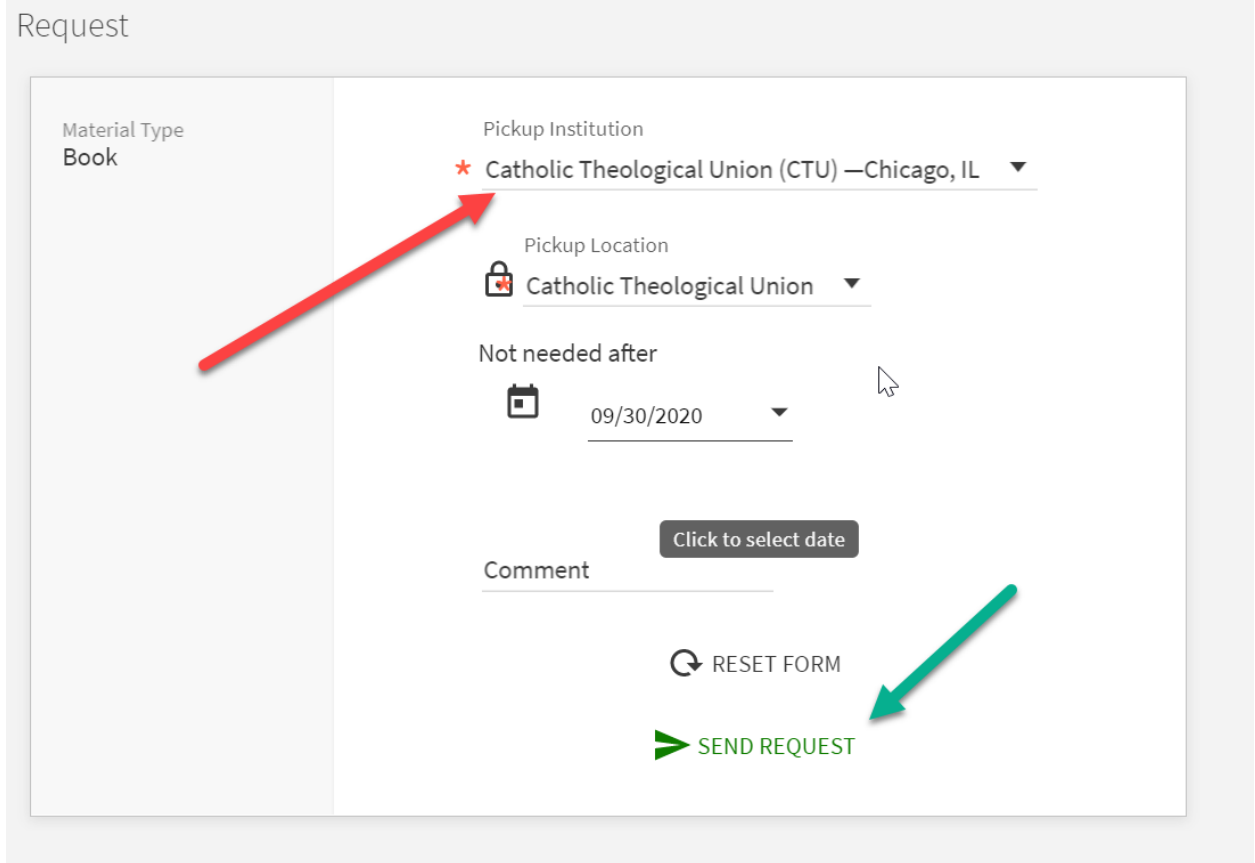 Request
Material Type
Book
Pickup Institution
* Catholic Theological Union (CTU) —Chicago, IL
Pickup Location
* Catholic Theological Union
Not needed after
09/30/2020
Click to select date
Comment
RESET FORM
SEND REQUEST